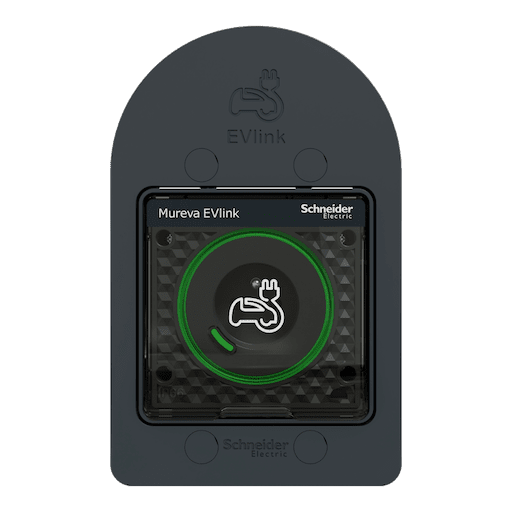 EVlink
Mureva EVlink
Schneider
Electric
Schneider
Electric